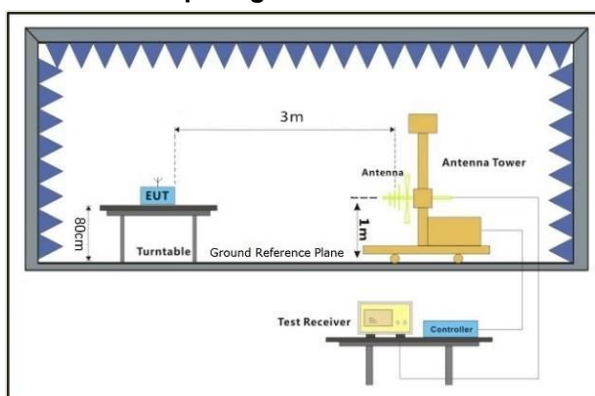 3m
Antenna
Antenna Tower
EUT
80cm
1m
Turntable
Ground Reference Plane
Test Receiver
Controller